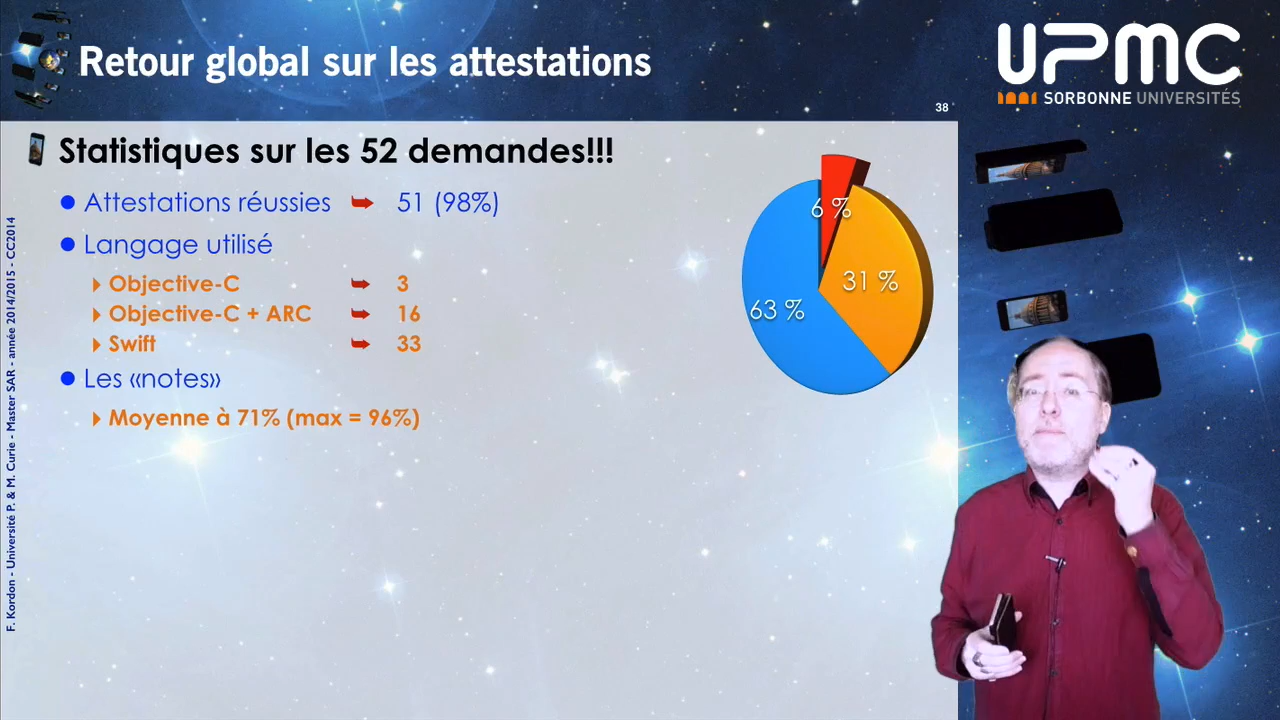 Retour global sur les attestations
UPMC
SORBONNE UNIVERSITÉS
38
Statistiques sur les 52 demandes!!!
Attestations réussies 51 (98%)
Langage utilisé
Objective-C 3
Objective-C + ARC 16
Swift 33
Les «notes»
Moyenne à 71% (max = 96%)
6 %
31 %
63 %
F. Kordon - Université P. & M. Curie - Master SAR - année 2014/2015 - CC2014